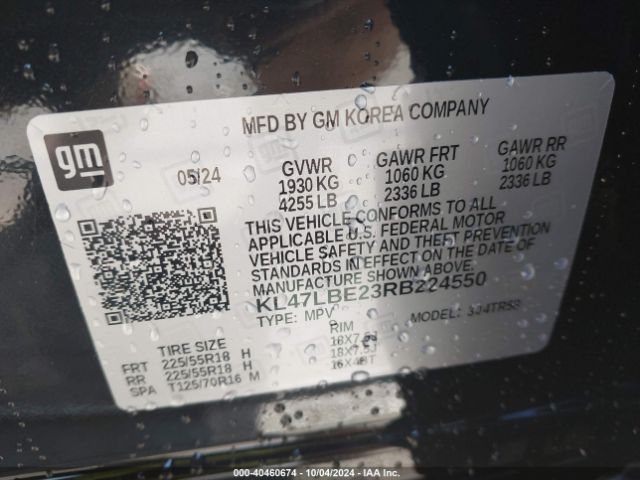 MFD BY GM KOREA COMPANY
gm
05/24
GVWR GAWR FRT GAWR RR
1930 KG 1060 KG 1060 KG
4255 LB 2336 LB 2336 LB
THIS VEHICLE CONFORMS TO ALL
APPLICABLE U.S. FEDERAL MOTOR
VEHICLE SAFETY AND THEFT PREVENTION
STANDARDS IN EFFECT ON THE DATE OF
MANUFACTURE SHOWN ABOVE.
KL47LBE23RB224550
TYPE: MPV MODEL:
TIRE SIZE RIM
FRT 225/55R18 H
RR 225/55R18 H
SPA T125/70R16 M
000-40460674 | 10/04/2024 | IAA Inc.